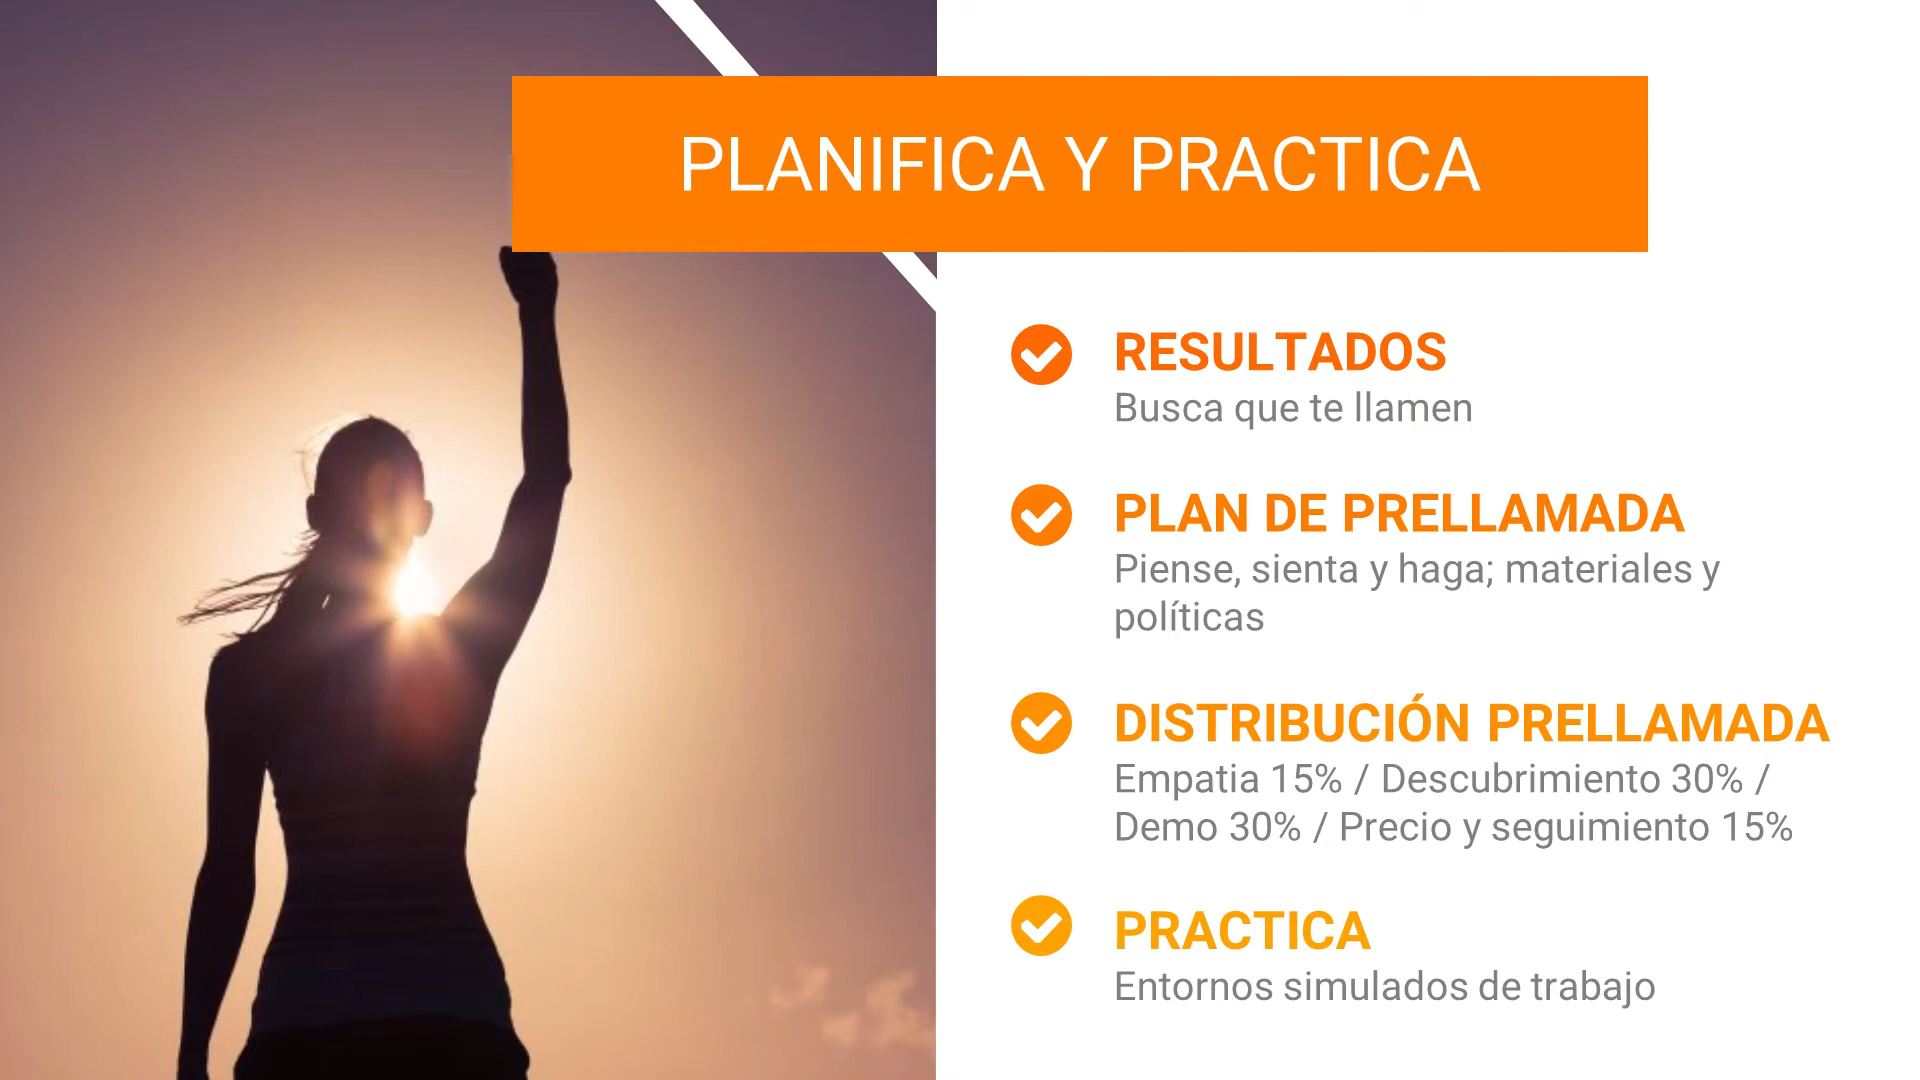 PLANIFICA Y PRACTICA
RESULTADOS
Busca que te llamen
PLAN DE PRELLAMADA
Piense, sienta y haga; materiales y
políticas
DISTRIBUCIÓN PRELLAMADA
Empatia 15% / Descubrimiento 30% /
Demo 30% / Precio y seguimiento 15%
PRACTICA
Entornos simulados de trabajo